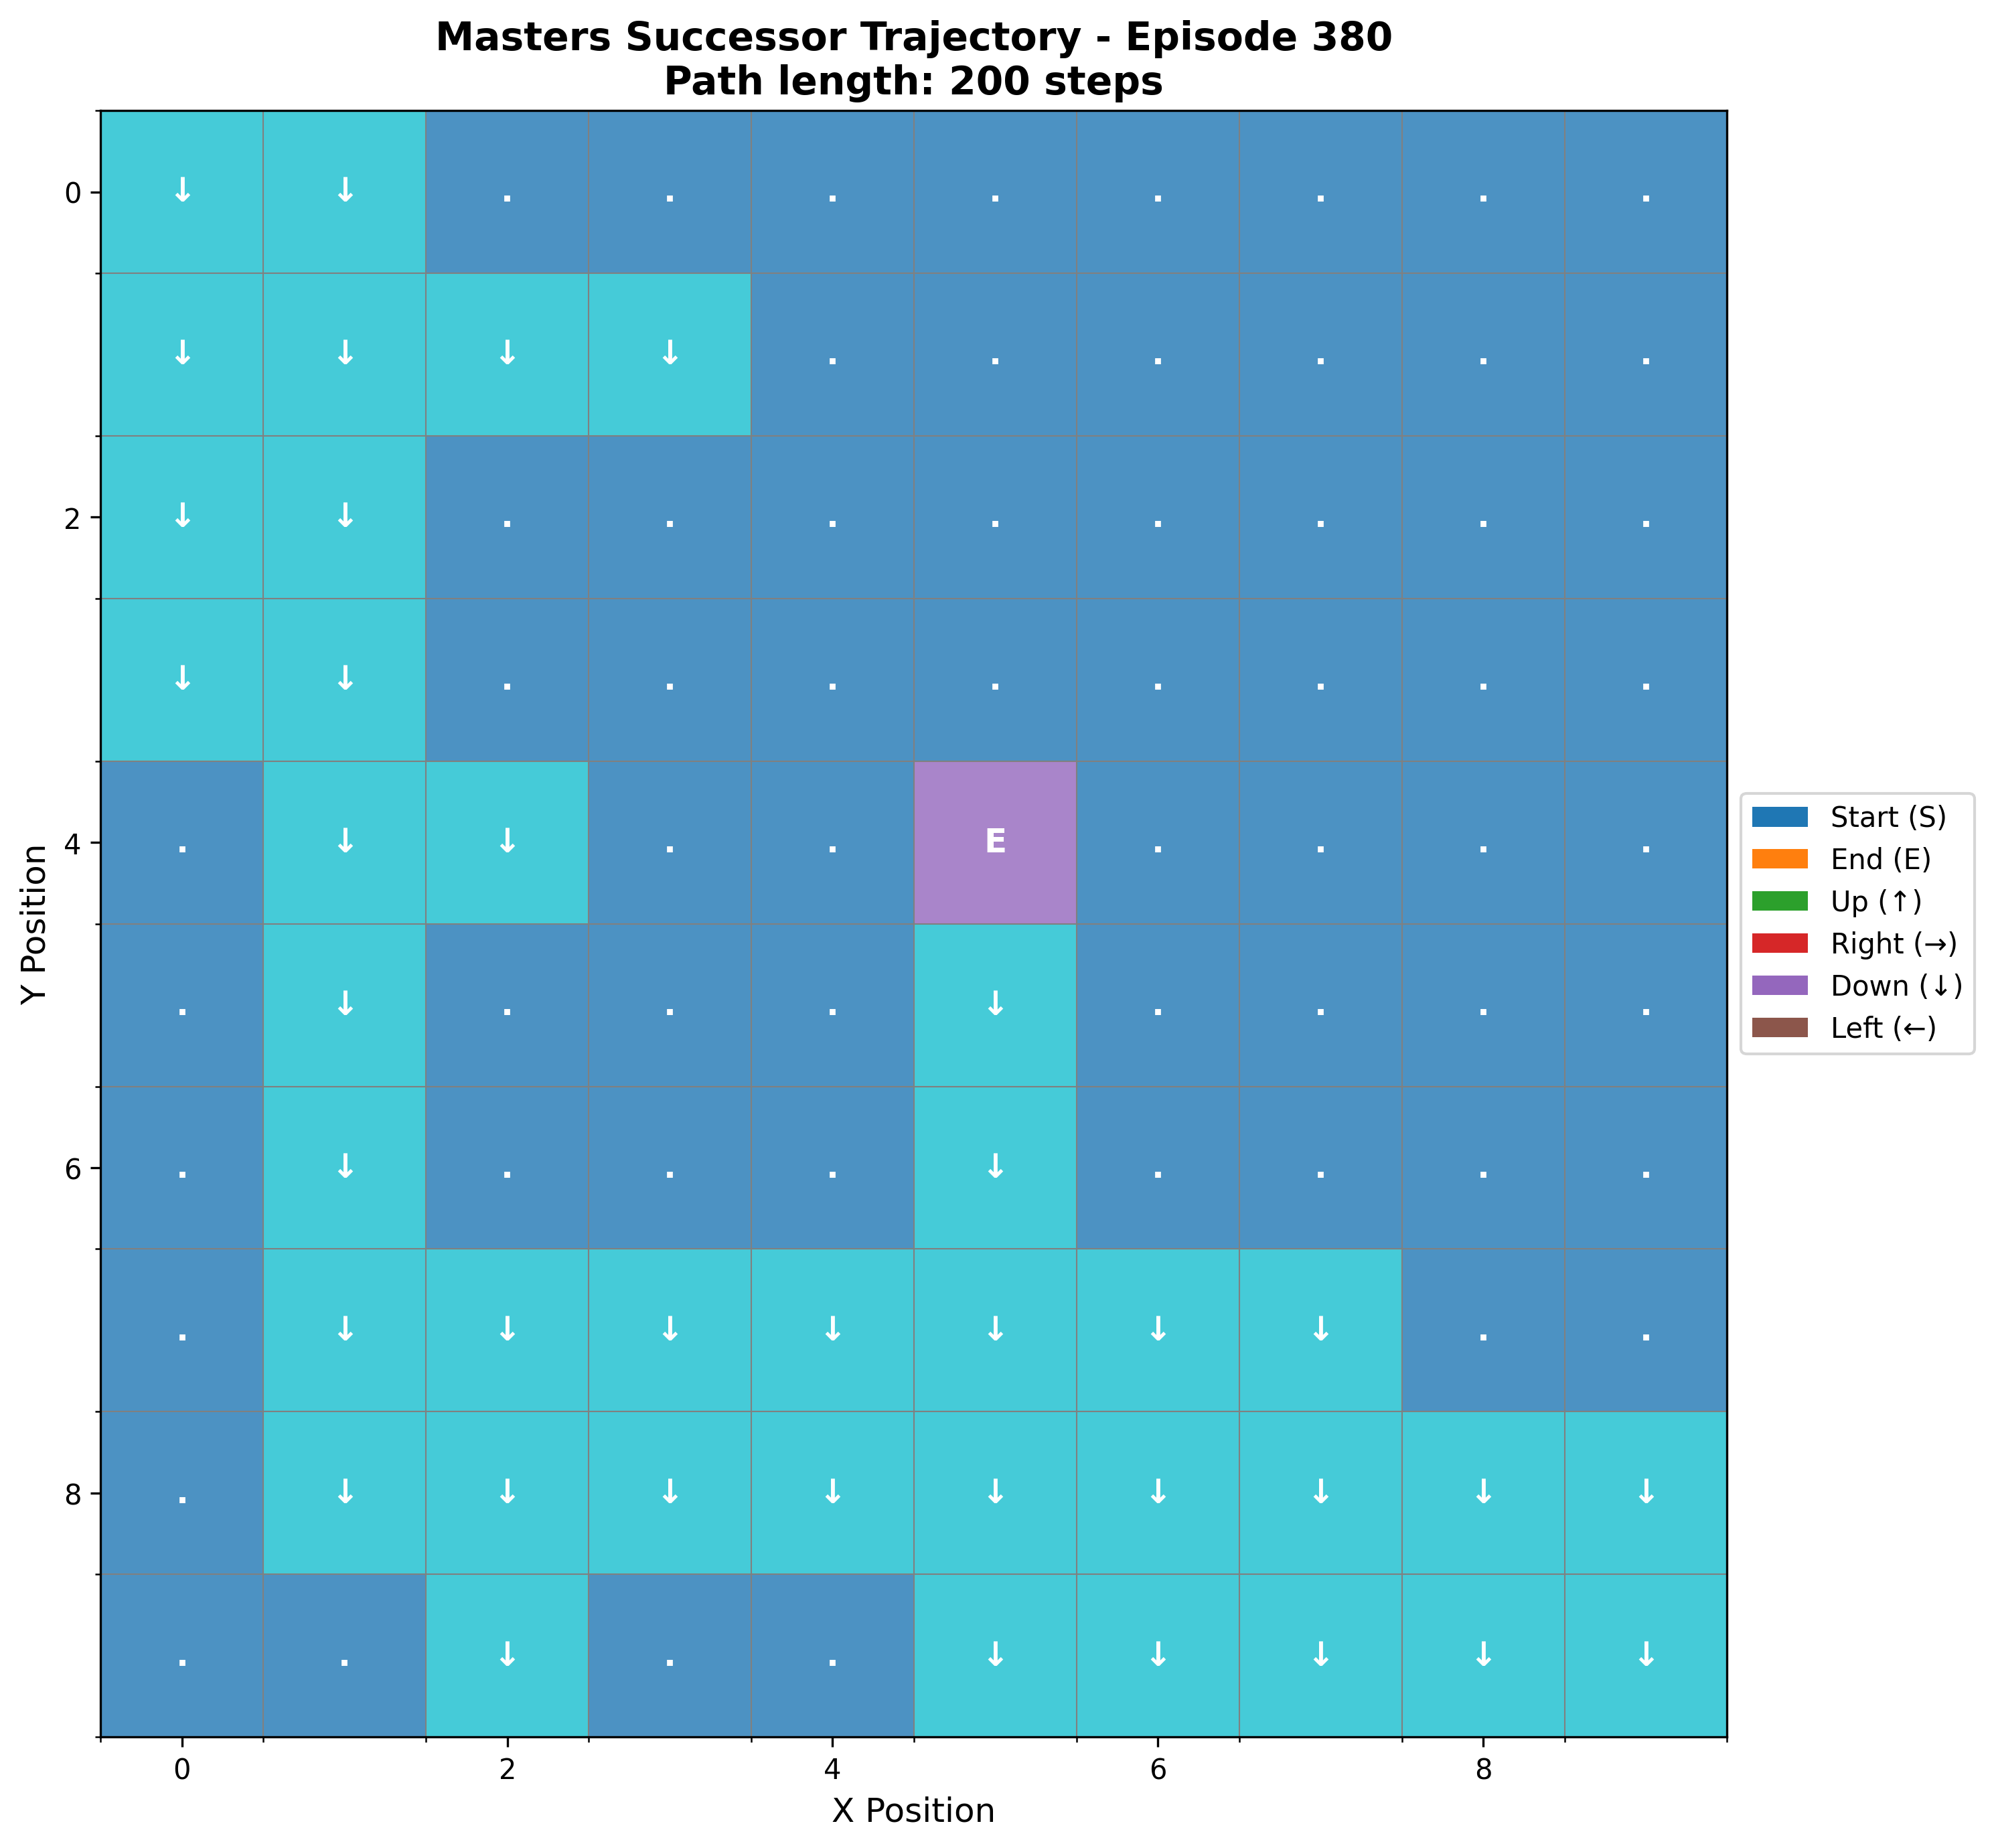 Masters Successor Trajectory - Episode 380
Path length: 200 steps
0 ↓ ↓ . . . . . . . .
↓ ↓ ↓ ↓ . . . . . .
2 ↓ ↓ . . . . . . . .
↓ ↓ . . . . . . . .
4 . ↓ ↓ . . E . . . .
. ↓ . . . ↓ . . . .
6 . ↓ . . . ↓ . . . .
. ↓ ↓ ↓ ↓ ↓ ↓ ↓ . .
8 . ↓ ↓ ↓ ↓ ↓ ↓ ↓ ↓ ↓
. . ↓ . . ↓ ↓ ↓ ↓ ↓
0 2 4 6 8
X Position
Y Position
Start (S)
End (E)
Up (↑)
Right (→)
Down (↓)
Left (←)